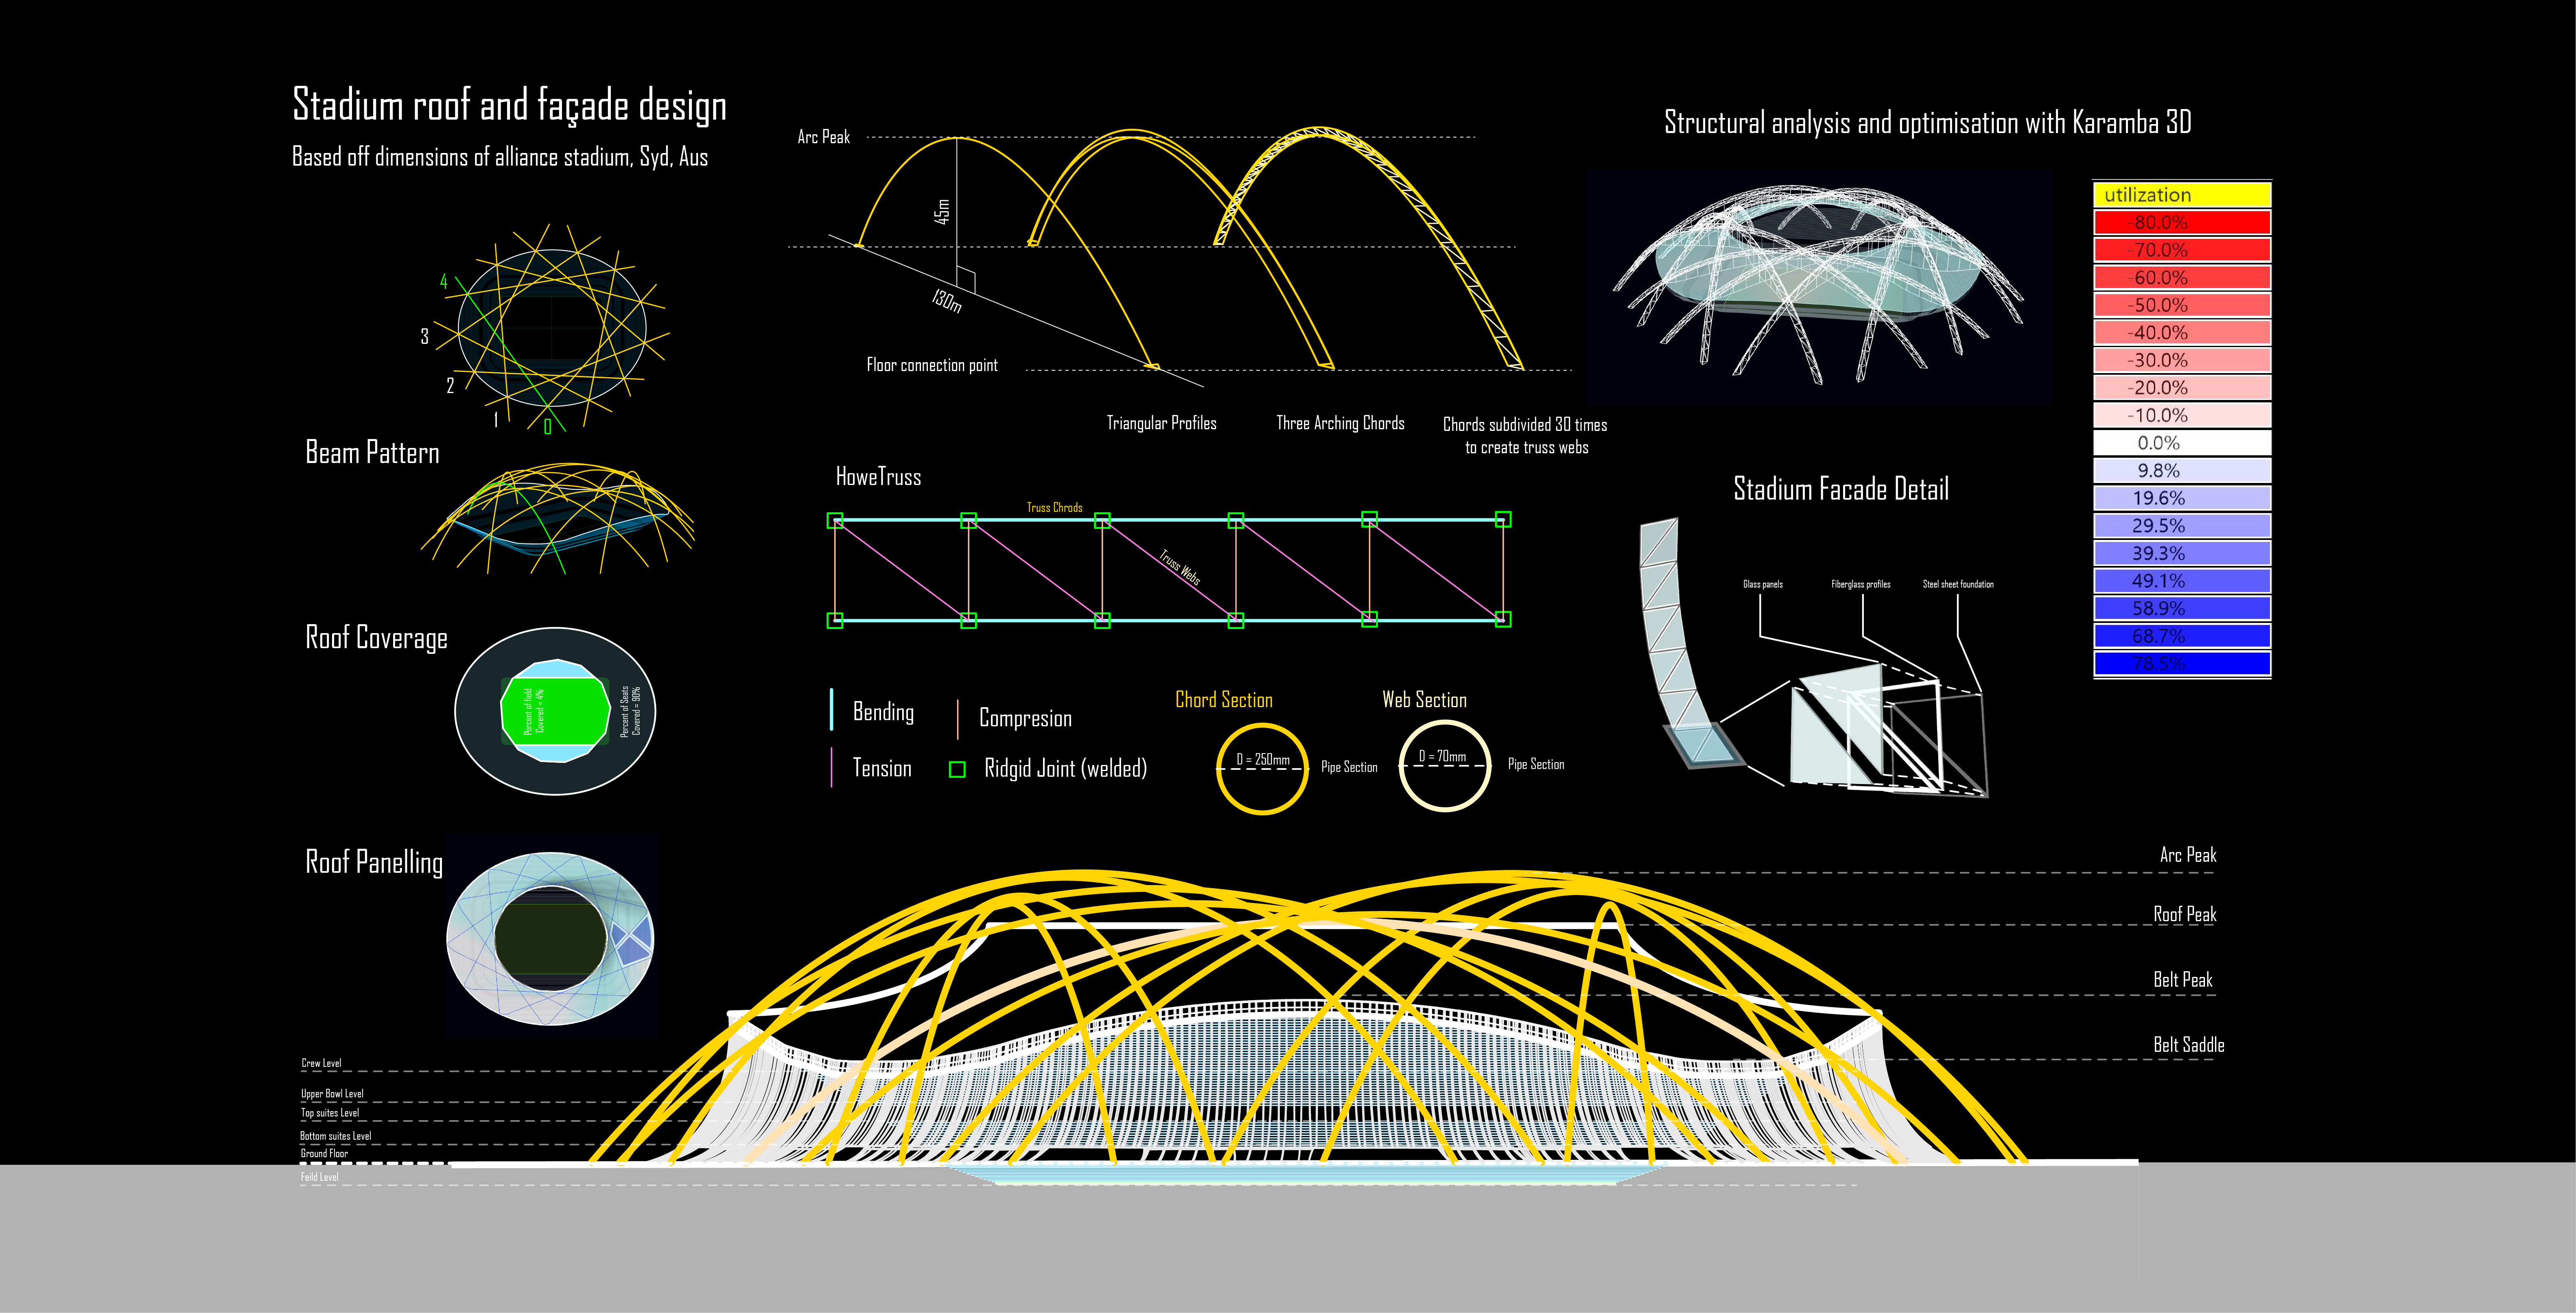 Stadium roof and façade design
Based off dimensions of alliance stadium, Syd, Aus
4
3
2
1
0
Beam Pattern
Roof Coverage
Percent of field
Covered = 4%
Percent of Seats
Covered = 90%
Roof Panelling
Arc Peak
45m
130m
Floor connection point
Triangular Profiles
Three Arching Chords
Chords subdivided 30 times
to create truss webs
HoweTruss
Truss Chrods
Truss Webs
Bending
Compresion
Tension
Ridgid Joint (welded)
Chord Section
D = 250mm
Pipe Section
Web Section
D = 70mm
Pipe Section
Structural analysis and optimisation with Karamba 3D
utilization
-80.0%
-70.0%
-60.0%
-50.0%
-40.0%
-30.0%
-20.0%
-10.0%
0.0%
9.8%
19.6%
29.5%
39.3%
49.1%
58.9%
68.7%
78.5%
Stadium Facade Detail
Glass panels
Fiberglass profiles
Steel sheet foundation
Arc Peak
Roof Peak
Belt Peak
Belt Saddle
Crew Level
Upper Bowl Level
Top suites Level
Bottom suites Level
Ground Floor
Feild Level